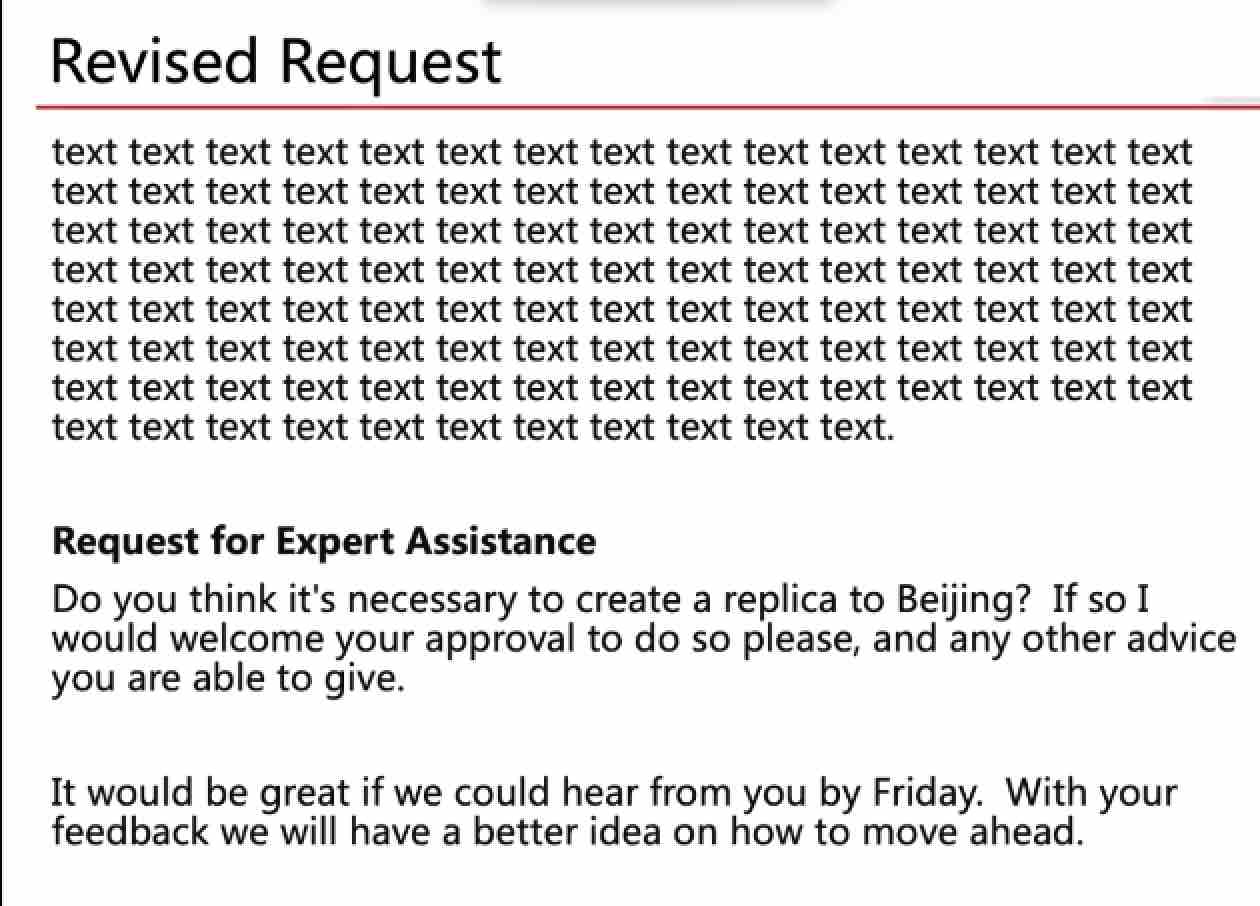 Revised Request
text text text text text text text text text text text text text text text
text text text text text text text text text text text text text text text
text text text text text text text text text text text text text text text
text text text text text text text text text text text text text text text
text text text text text text text text text text text text text text text
text text text text text text text text text text text text text text text
text text text text text text text text text text text text text text text
text text text text text text text text text text text.
Request for Expert Assistance
Do you think it's necessary to create a replica to Beijing?  If so I
would welcome your approval to do so please, and any other advice
you are able to give.
It would be great if we could hear from you by Friday.  With your
feedback we will have a better idea on how to move ahead.